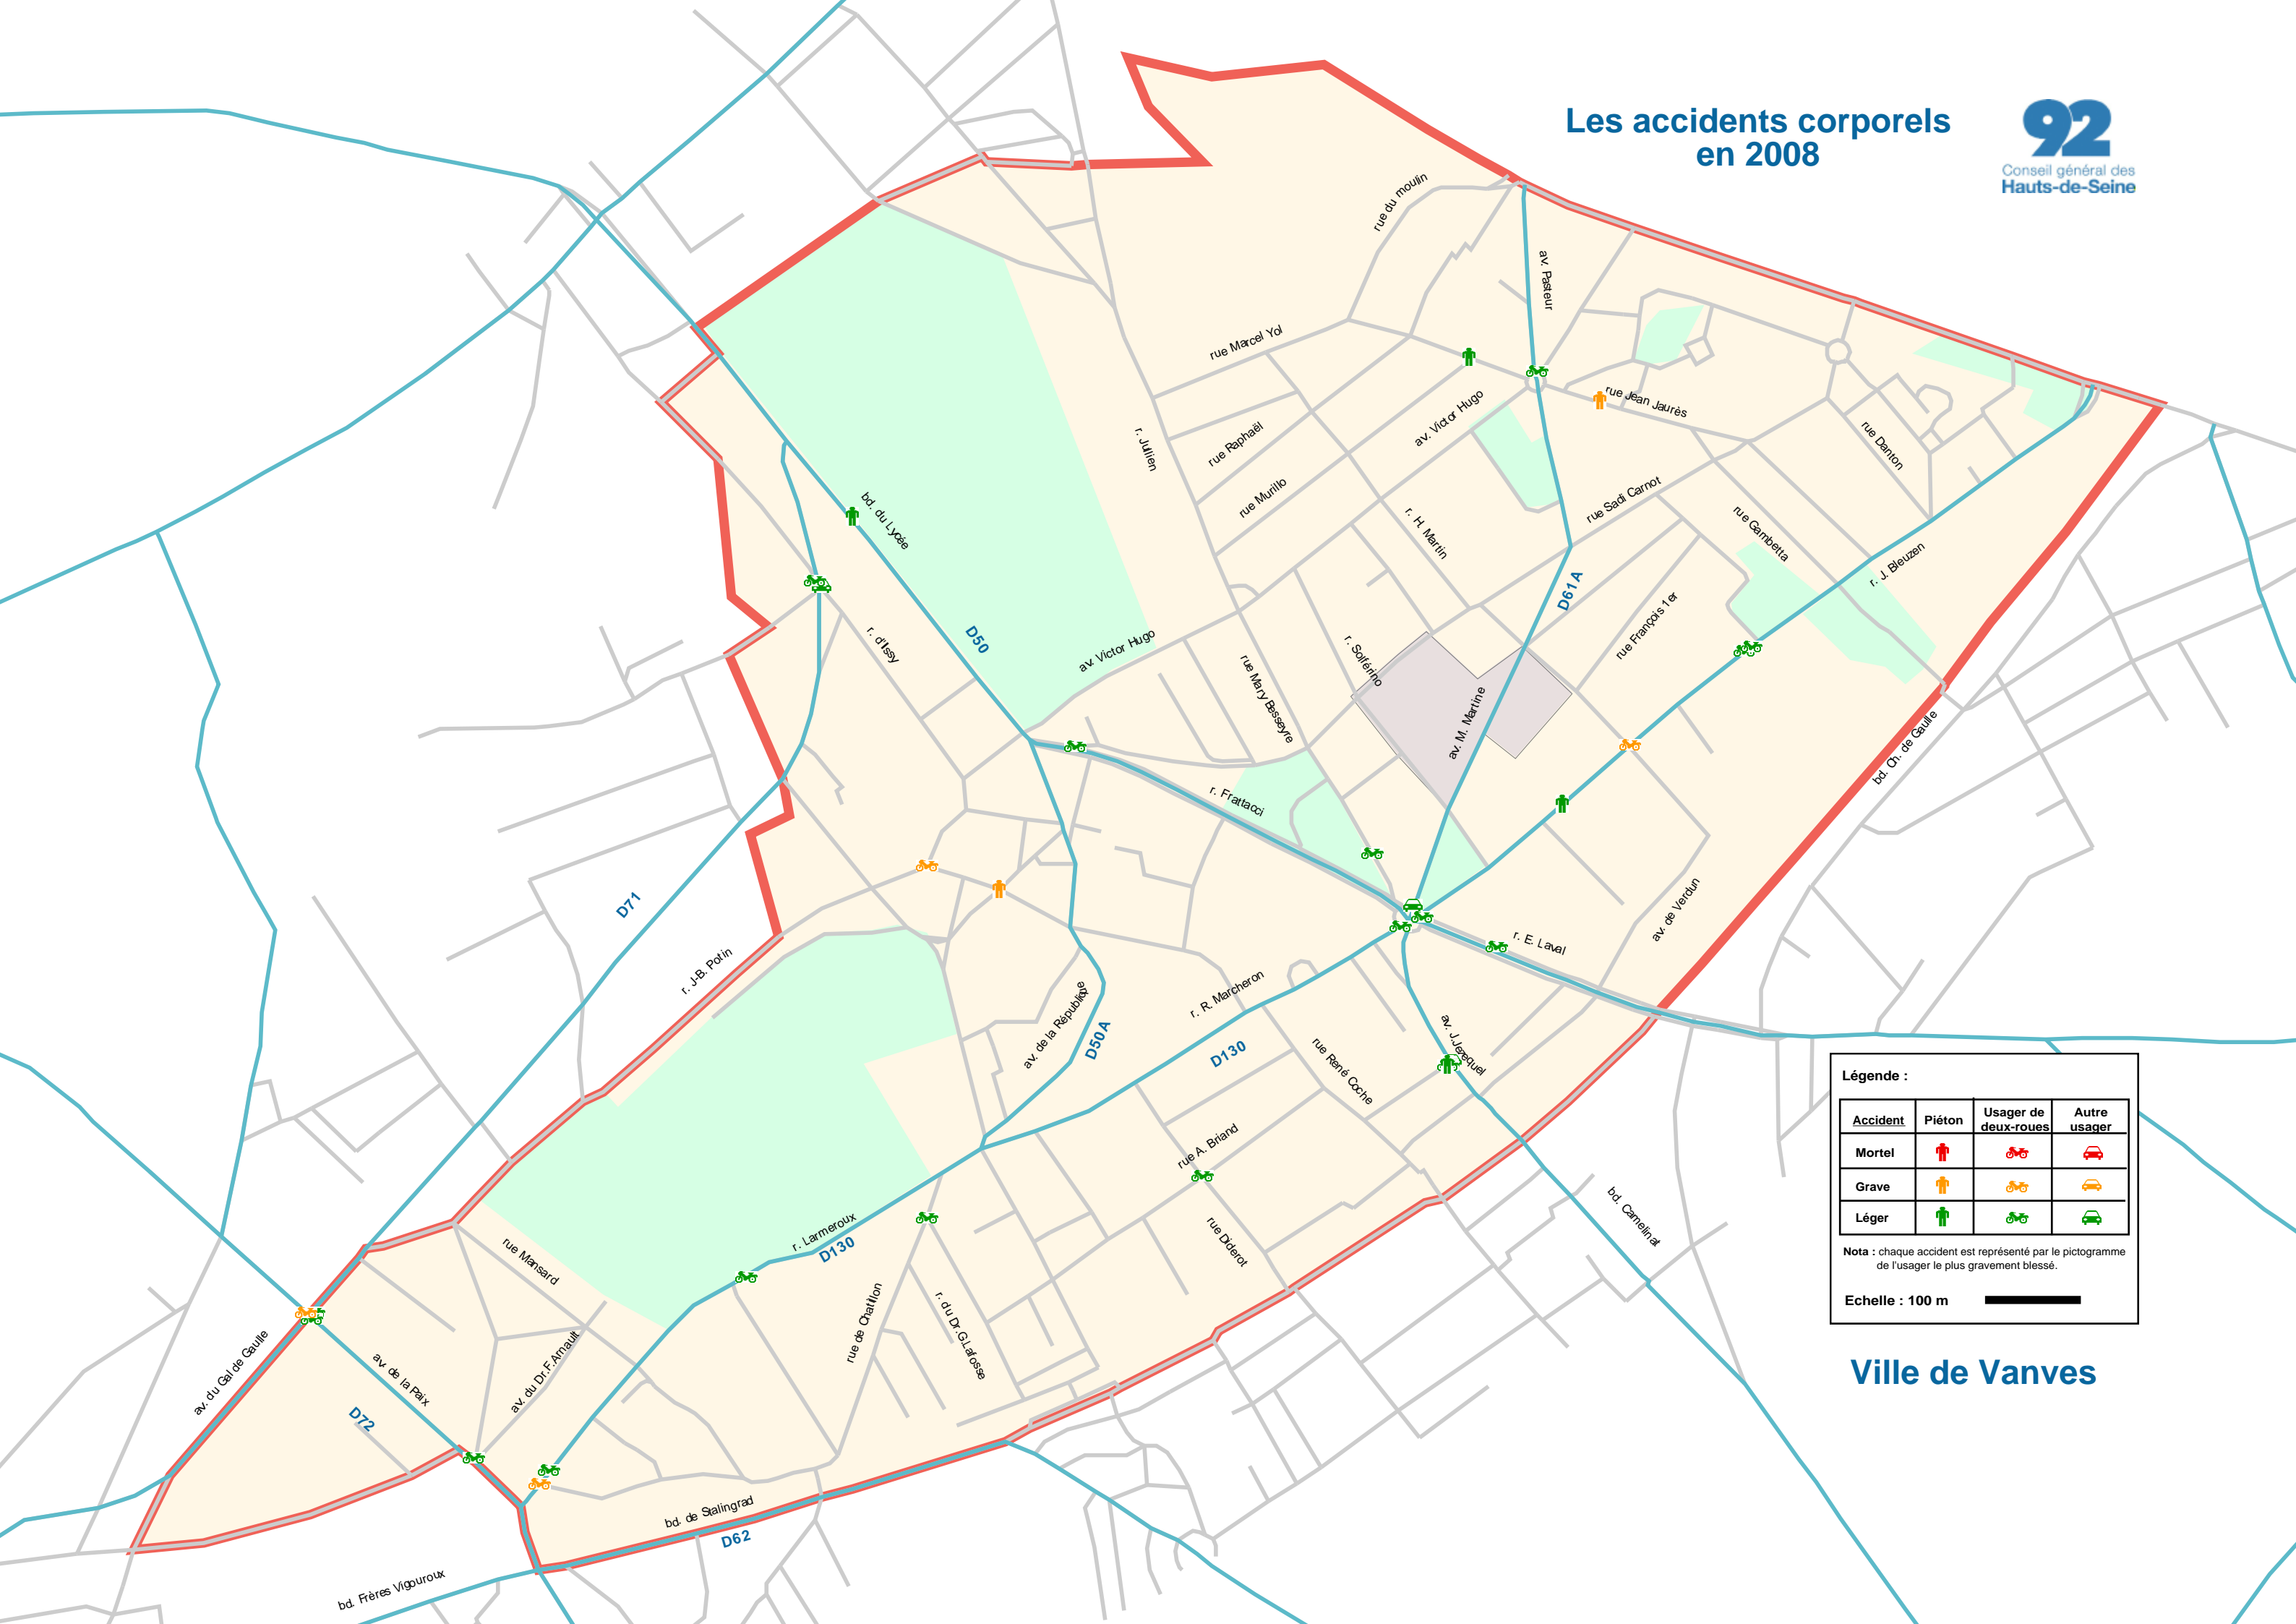 Les accidents corporels
en 2008
92
Conseil général des
Hauts-de-Seine
rue du moulin
av. Pasteur
rue Marcel Yol
rue Jean Jaurès
av. Victor Hugo
rue Danton
r. Jullien
rue Raphaël
rue Murillo
rue Sadi Carnot
bd. du Lycée
r. H. Martin
rue Gambetta
r. J. Bleuzen
D61A
rue François 1er
r. d'Issy
D50
av. Victor Hugo
r. Solférino
rue Mary Besseyre
av. M. Martine
bd. Ch. de Gaulle
r. Frattacci
D71
av. de Verdun
r. E. Laval
r. J-B. Potin
r. R. Marcheron
av. de la République
D50A
D130
av. J.Jezequel
rue René Coche
rue A. Briand
rue Diderot
bd. Camelinat
r. Larmeroux
D130
rue Mansard
rue de Chatillon
r. du Dr.G.Lafosse
av. du Gal de Gaulle
av. de la Paix
av. du Dr.F.Arnault
D72
bd. de Stalingrad
D62
bd. Frères Vigouroux
Légende :
Accident Piéton Usager de deux-roues Autre usager
Mortel
Grave
Léger
Nota : chaque accident est représenté par le pictogramme
de l'usager le plus gravement blessé.
Echelle : 100 m
Ville de Vanves